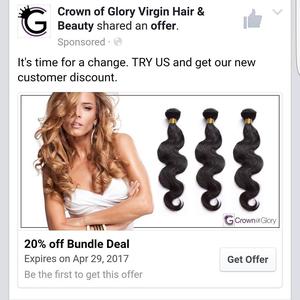 Crown of Glory Virgin Hair &
Beauty shared an offer.
Sponsored ·
It's time for a change. TRY US and get our new
customer discount.
G Crown of Glory
20% off Bundle Deal
Expires on Apr 29, 2017
Be the first to get this offer
Get Offer